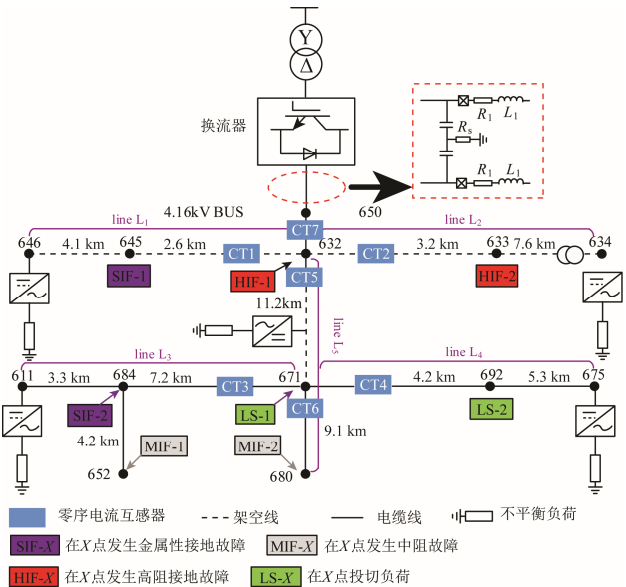 Y
Δ
换流器
R₁ L₁
Rₛ
R₁ L₁
4.16kV BUS
650
line L₁
CT7
line L₂
646
4.1 km
645
2.6 km
CT1
632
CT2
3.2 km
633
7.6 km
634
SIF-1
HIF-1
CT5
HIF-2
11.2km
line L₅
line L₃
line L₄
611
3.3 km
684
7.2 km
CT3
671
CT4
4.2 km
692
5.3 km
675
SIF-2
LS-1
CT6
LS-2
4.2 km
MIF-1
MIF-2
9.1 km
652
680
零序电流互感器
架空线
电缆线
不平衡负荷
SIF-X 在X点发生金属性接地故障
MIF-X 在X点发生中阻故障
HIF-X 在X点发生高阻接地故障
LS-X 在X点投切负荷